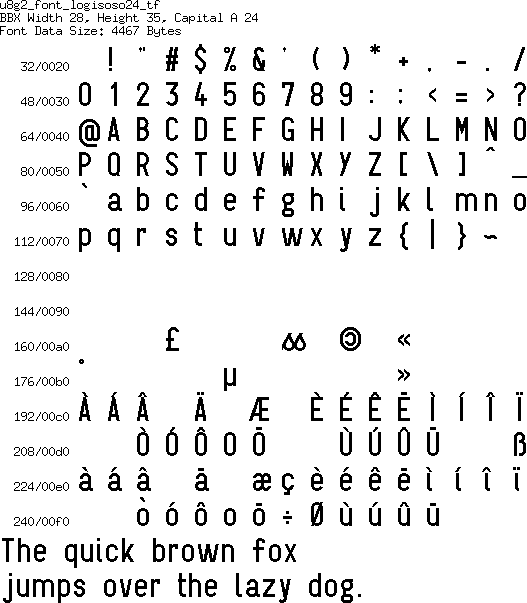 u8g2_font_logisoso24_tf
BBX Width 28, Height 35, Capital A 24
Font Data Size: 4467 Bytes
32/0020 ! " # $ % & ' ( ) * + , - . /
48/0030 0 1 2 3 4 5 6 7 8 9 : ; < = > ?
64/0040 @ A B C D E F G H I J K L M N O
80/0050 P Q R S T U V W X Y Z [ \ ] ^ _
96/0060 ` a b c d e f g h i j k l m n o
112/0070 p q r s t u v w x y z { | } ~
128/0080
144/0090
160/00a0 £ © «
176/00b0 ° µ »
192/00c0 À Á Â Ä Æ È É Ê Ë Ì Í Î Ï
208/00d0 Ò Ó Ô O Ö Ù Ú Û Ü ß
224/00e0 à á â ä æ ç è é ê ë ì í î ï
240/00f0 ò ó ô o ö ÷ Ø ù ú û ü
The quick brown fox
jumps over the lazy dog.